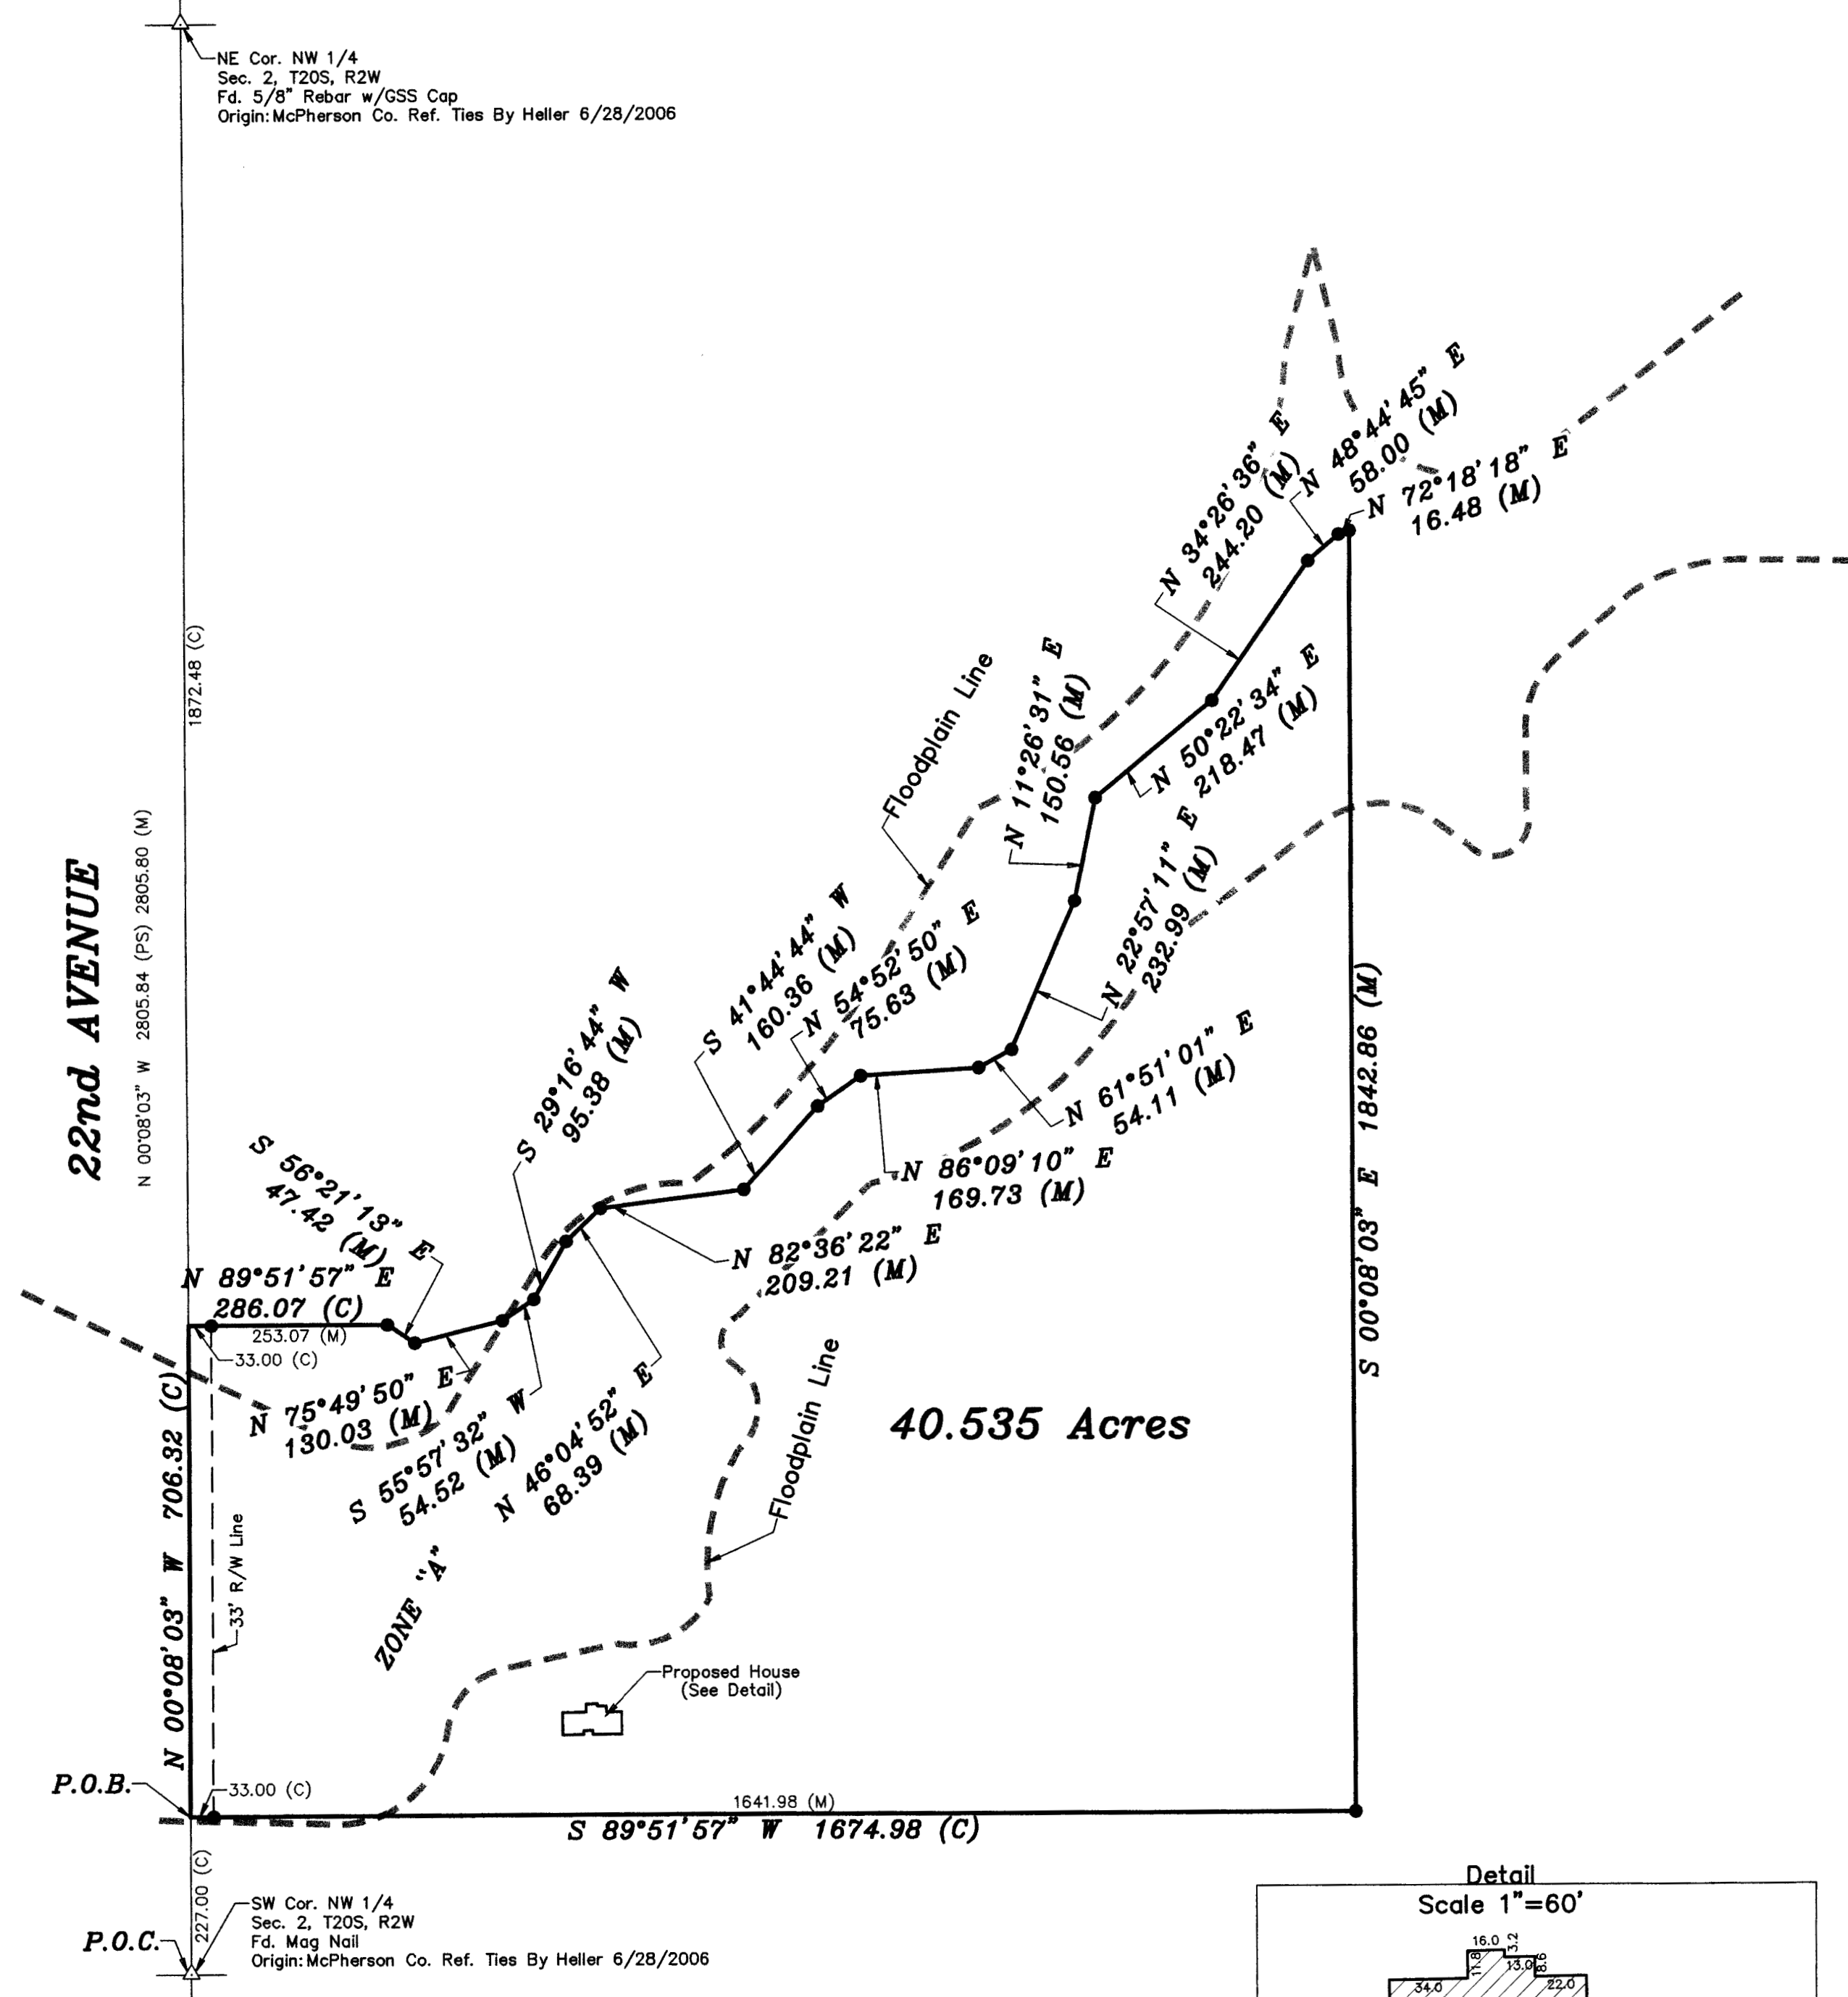 NE Cor. NW 1/4
Sec. 2, T20S, R2W
Fd. 5/8" Rebar w/GSS Cap
Origin: McPherson Co. Ref. Ties By Heller 6/28/2006
1872.48 (C)
22nd AVENUE
N 00°08'03" W 2805.84 (PS) 2805.80 (M)
N 48°44'45" E
58.00 (M)
N 72°18'18" E
16.48 (M)
N 34°26'36" E
244.20 (M)
N 50°22'34" E
218.47 (M)
N 11°26'31" E
150.56 (M)
Floodplain Line
N 22°57'11" E
232.99 (M)
S 41°44'44" W
160.36 (M)
N 54°52'50" E
75.63 (M)
S 29°16'44" W
95.38 (M)
N 61°51'01" E
54.11 (M)
N 86°09'10" E
169.73 (M)
S 00°08'03" E 1842.86 (M)
S 56°21'13" E
47.42 (M)
N 82°36'22" E
209.21 (M)
N 89°51'57" E
286.07 (C)
253.07 (M)
33.00 (C)
N 75°49'50" E
130.03 (M)
S 55°57'32" W
54.52 (M)
N 46°04'52" E
68.39 (M)
40.535 Acres
Floodplain Line
N 00°08'03" W 706.32 (C)
33' R/W Line
ZONE "A"
Proposed House
(See Detail)
P.O.B.
33.00 (C)
1641.98 (M)
S 89°51'57" W 1674.98 (C)
227.00 (C)
SW Cor. NW 1/4
Sec. 2, T20S, R2W
Fd. Mag Nail
Origin: McPherson Co. Ref. Ties By Heller 6/28/2006
P.O.C.
Detail
Scale 1"=60'
16.0
3.2
11.8
13.0
8.6
34.0
22.0